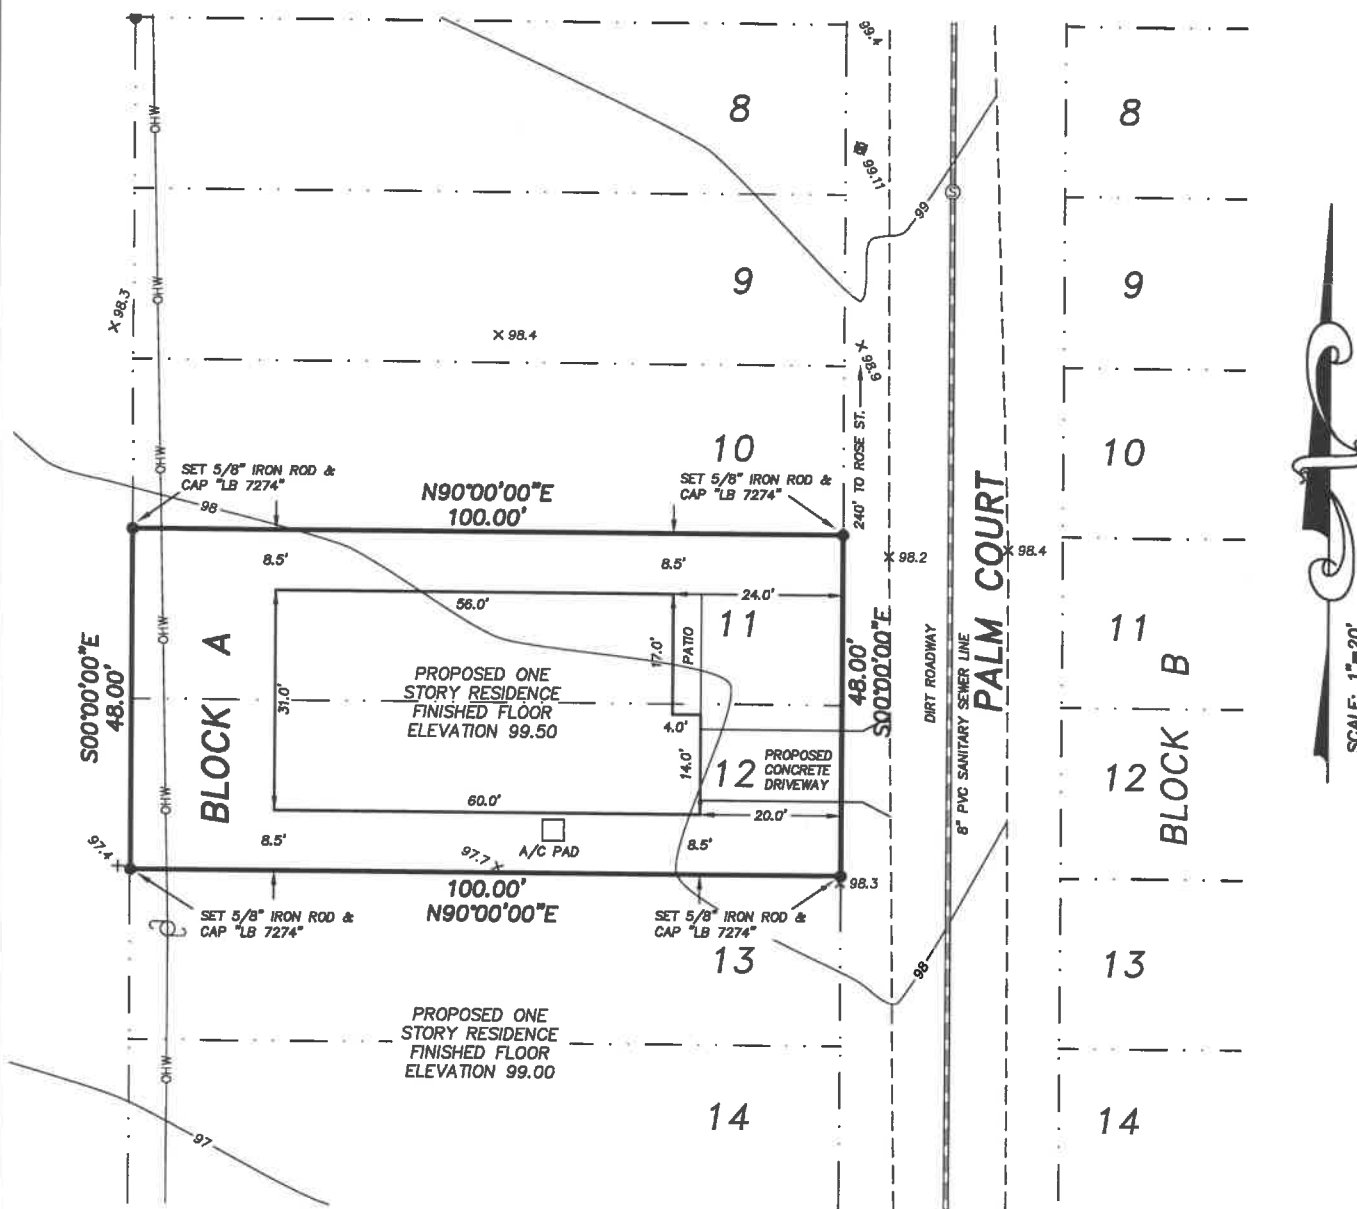 99.4
8
8
OHW
99.11
99
9
9
OHW
× 98.3
× 98.4
98.9
10
10
OHW
240' TO ROSE ST.
SET 5/8" IRON ROD &
CAP "LB 7274"
SET 5/8" IRON ROD &
CAP "LB 7274"
N90°00'00"E
100.00'
98
98.2
98.4
8.5'
8.5'
56.0'
24.0'
11
11
OHW
S00°00'00"E
48.00'
BLOCK A
31.0'
17.0'
PATIO
PROPOSED ONE
STORY RESIDENCE
FINISHED FLOOR
ELEVATION 99.50
48.00'
S00°00'00"E
DIRT ROADWAY
8" PVC SANITARY SEWER LINE
PALM COURT
BLOCK B
SCALE: 1"=20'
4.0'
14.0'
12
PROPOSED
CONCRETE
DRIVEWAY
12
OHW
60.0'
20.0'
8.5'
A/C PAD
8.5'
97.4
97.7
98.3
100.00'
N90°00'00"E
SET 5/8" IRON ROD &
CAP "LB 7274"
SET 5/8" IRON ROD &
CAP "LB 7274"
13
98
13
PROPOSED ONE
STORY RESIDENCE
FINISHED FLOOR
ELEVATION 99.00
OHW
14
14
97
S